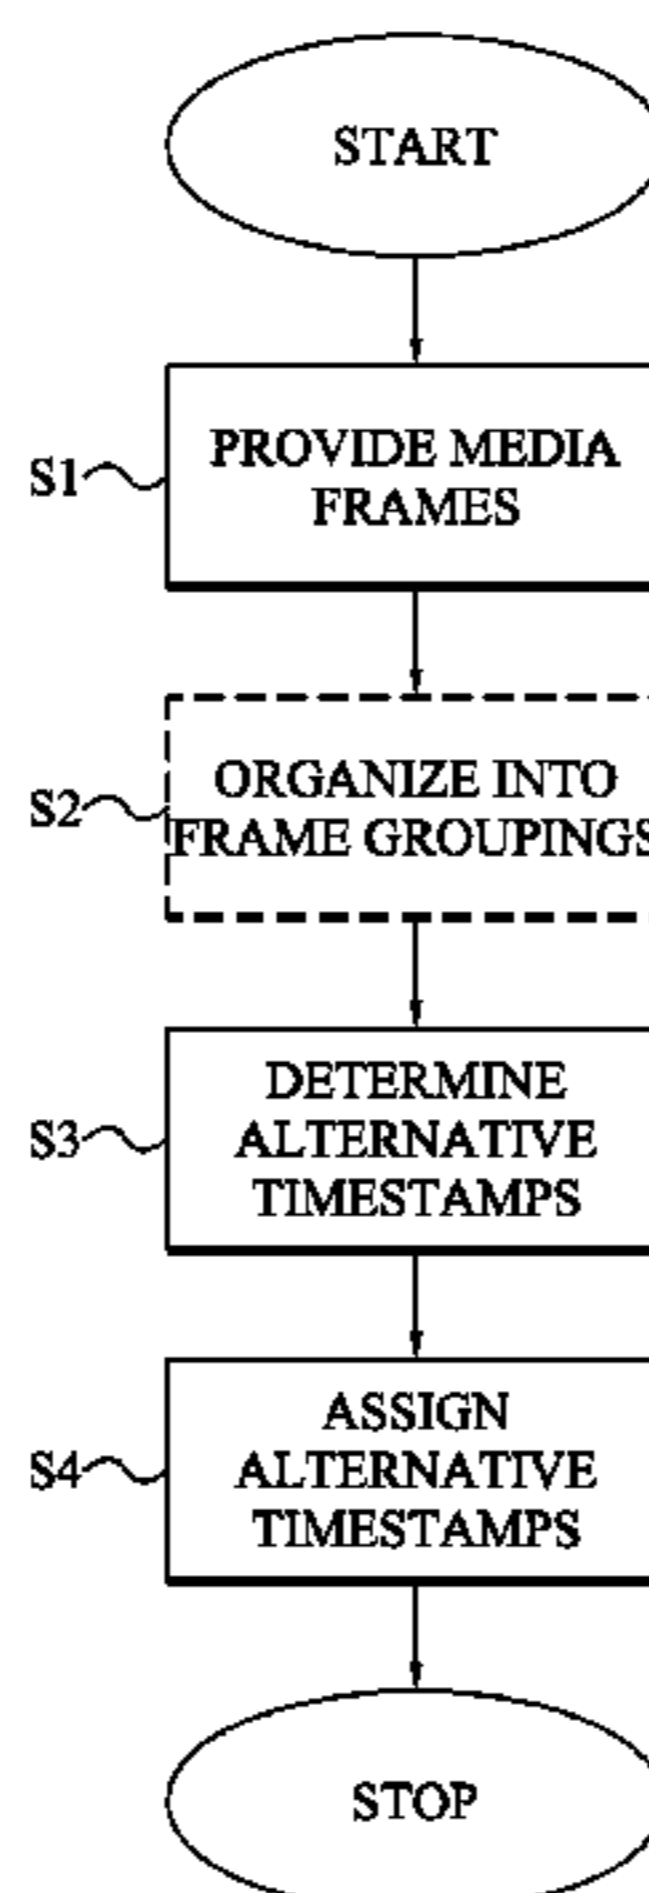 START
S1
PROVIDE MEDIA
FRAMES
S2
ORGANIZE INTO
FRAME GROUPINGS
S3
DETERMINE
ALTERNATIVE
TIMESTAMPS
S4
ASSIGN
ALTERNATIVE
TIMESTAMPS
STOP